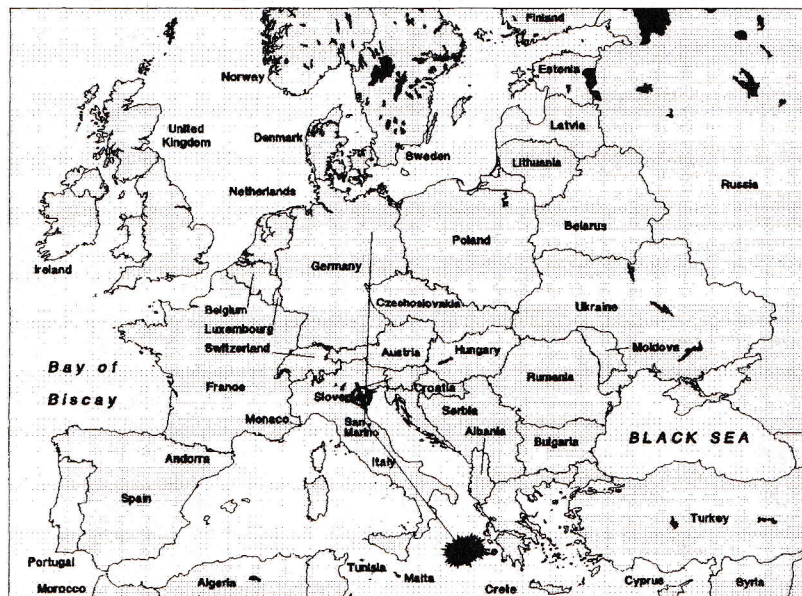 Finland
Norway
Estonia
United
Kingdom
Denmark
Latvia
Sweden
Lithuania
Netherlands
Russia
Belarus
Poland
Ireland
Germany
Belgium
Czechoslovakia
Ukraine
Luxembourg
Switzerland
Austria
Hungary
Moldova
Bay of
Biscay
France
Rumania
Croatia
Serbia
Monaco
San
Marino
Albania
Bulgaria
BLACK SEA
Andorra
Italy
Spain
Turkey
Portugal
Morocco
Algeria
Tunisia
Malta
Crete
Cyprus
Syria